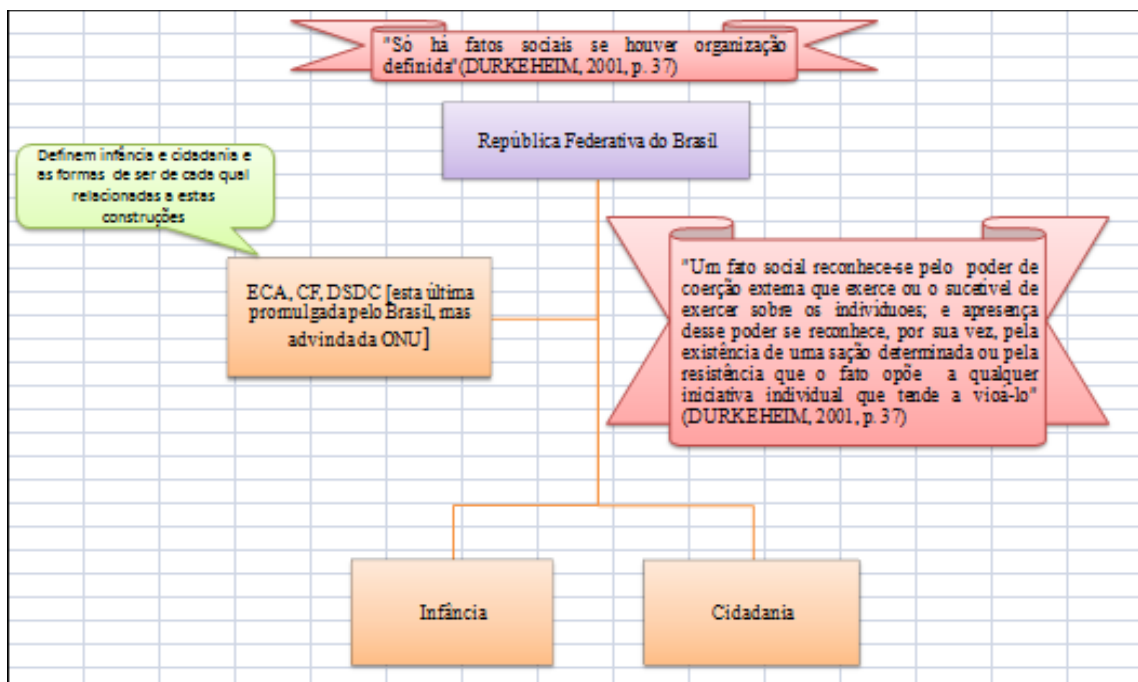 "Só há fatos sociais se houver organização
definida"(DURKEHEIM, 2001, p. 37)
República Federativa do Brasil
Definem infância e cidadania e
as formas de ser de cada qual
relacionadas a estas
construções
ECA, CF, DSDC [esta última
promulgada pelo Brasil, mas
advinda da ONU]
"Um fato social reconhece-se pelo poder de
coerção externa que exerce ou o sucetível de
exercer sobre os indivíduoes; e apresença
desse poder se reconhece, por sua vez, pela
existência de uma sação determinada ou pela
resistência que o fato opõe a qualquer
iniciativa individual que tende a vioá-lo"
(DURKEHEIM, 2001, p. 37)
Infância
Cidadania